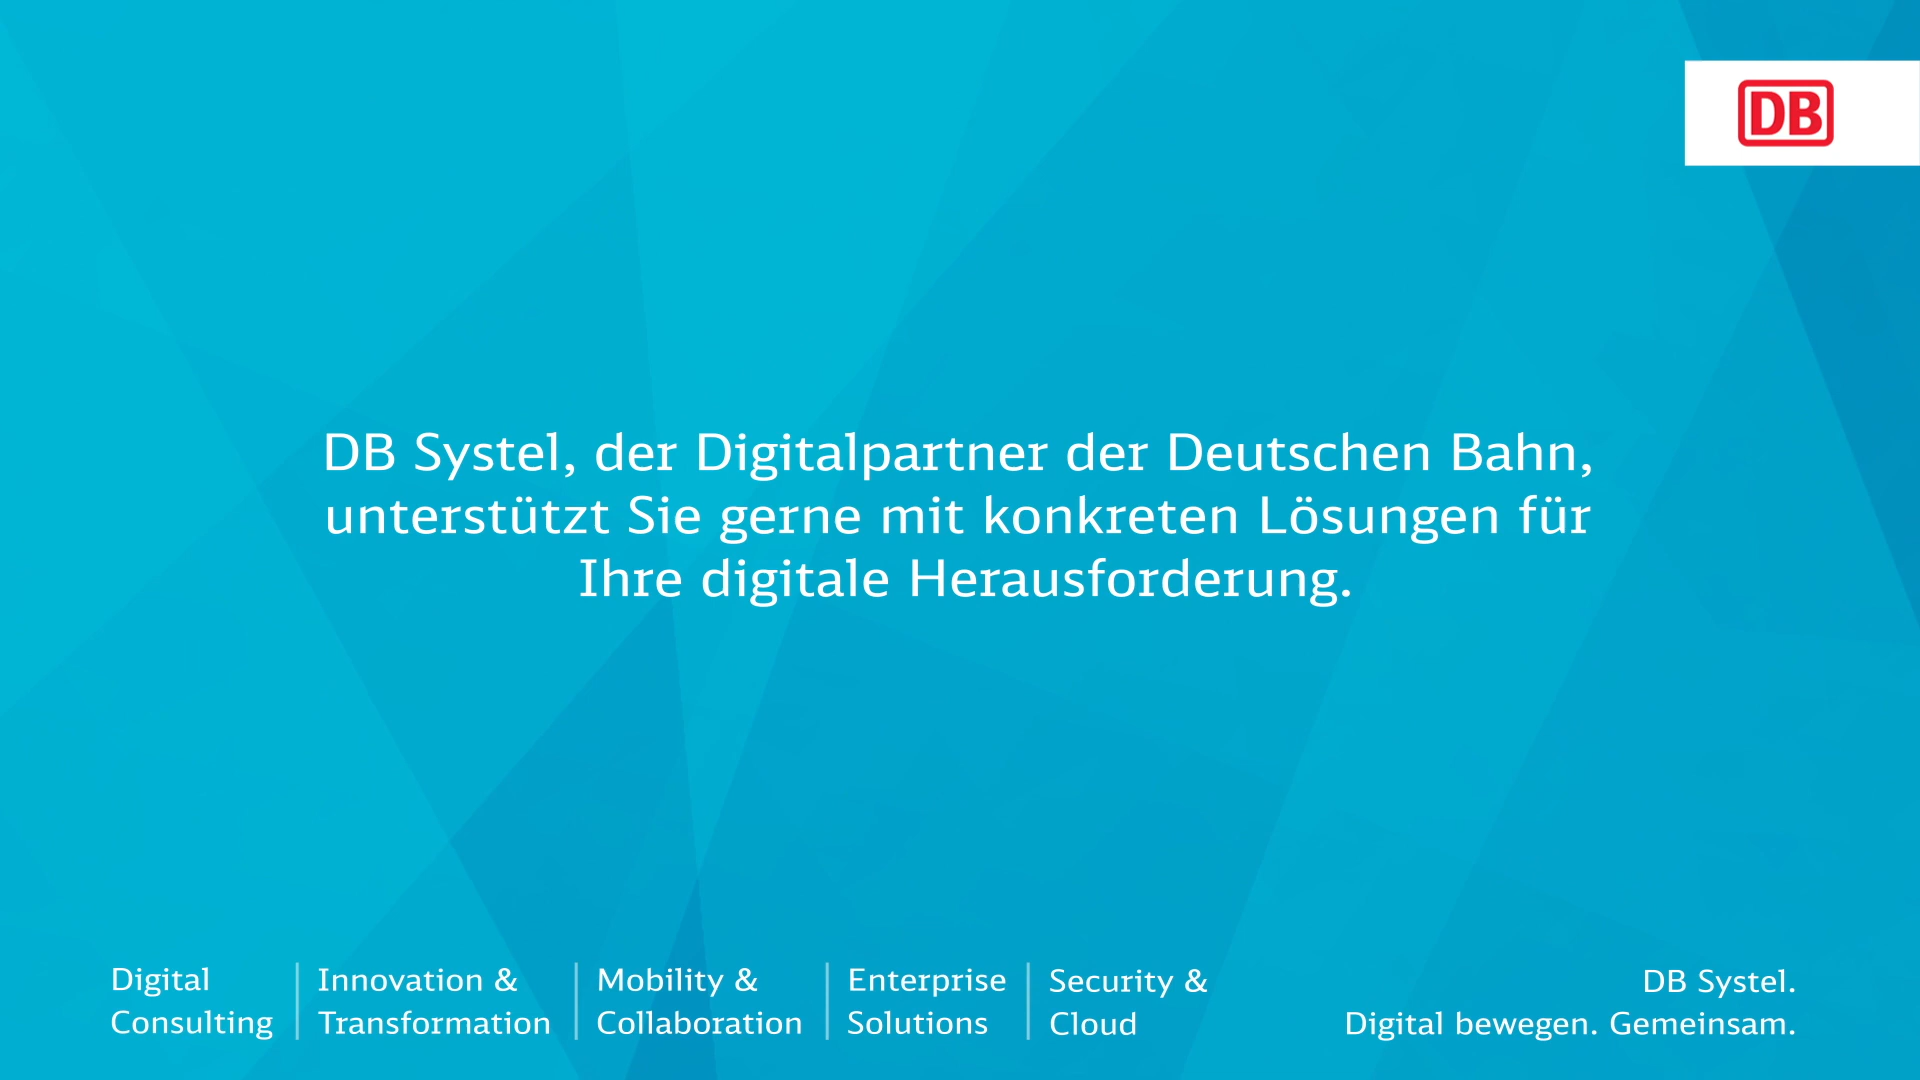 DB
DB Systel, der Digitalpartner der Deutschen Bahn,
unterstützt Sie gerne mit konkreten Lösungen für
Ihre digitale Herausforderung.
Digital
Consulting
Innovation &
Transformation
Mobility &
Collaboration
Enterprise
Solutions
Security &
Cloud
DB Systel.
Digital bewegen. Gemeinsam.